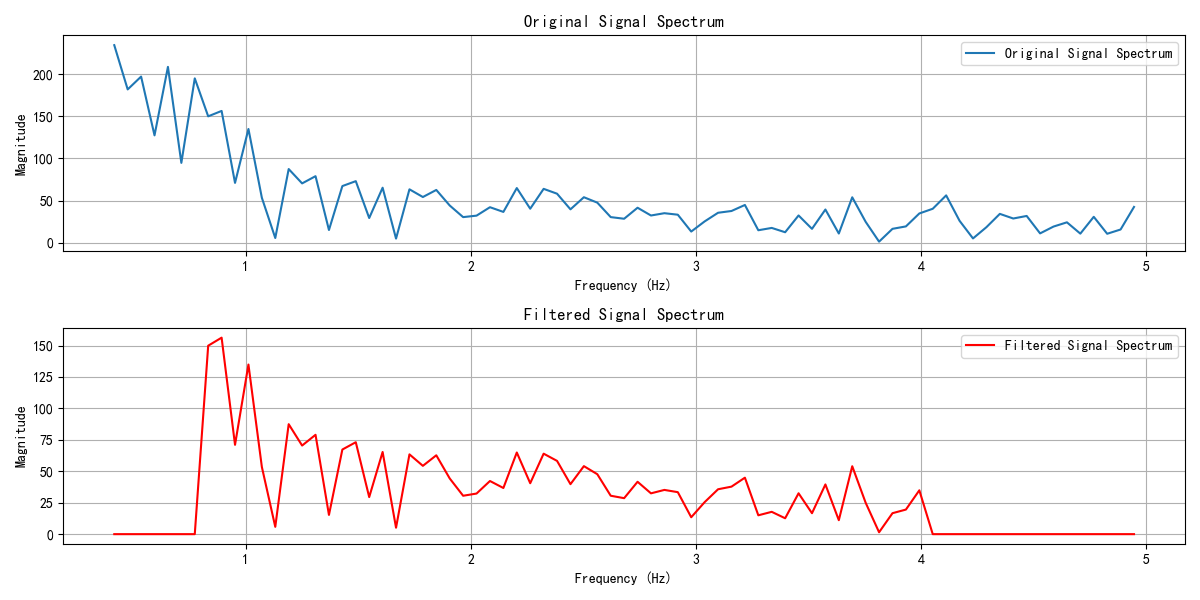 Original Signal Spectrum
Original Signal Spectrum
Magnitude
200
150
100
50
0
1 2 3 4 5
Frequency (Hz)
Filtered Signal Spectrum
Filtered Signal Spectrum
Magnitude
150
125
100
75
50
25
0
1 2 3 4 5
Frequency (Hz)